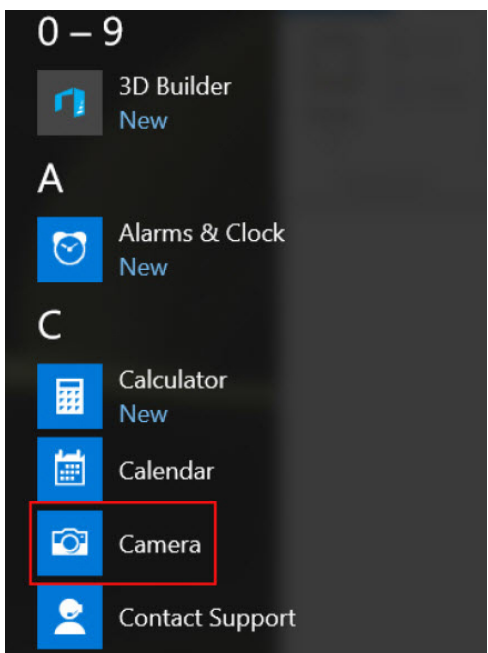 0 – 9
3D Builder
New
A
Alarms & Clock
New
C
Calculator
New
Calendar
Camera
Contact Support